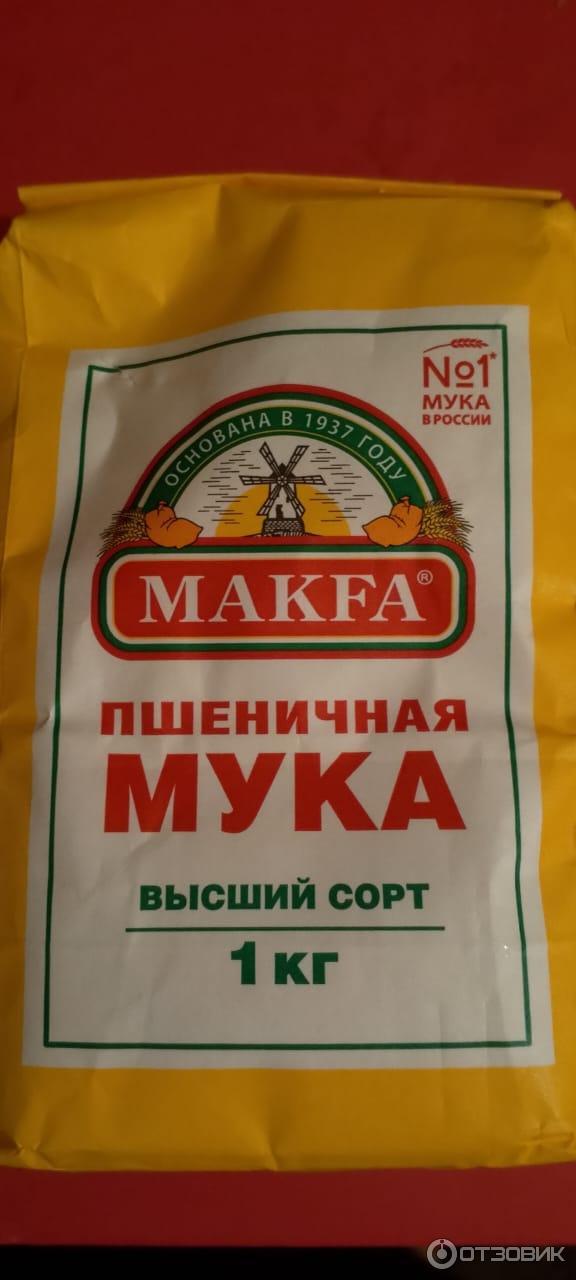 №1*
МУКА
В РОССИИ
ОСНОВАНА В 1937 ГОДУ
MAKFA®
ПШЕНИЧНАЯ
МУКА
ВЫСШИЙ СОРТ
1 кг
ОТЗОВИК